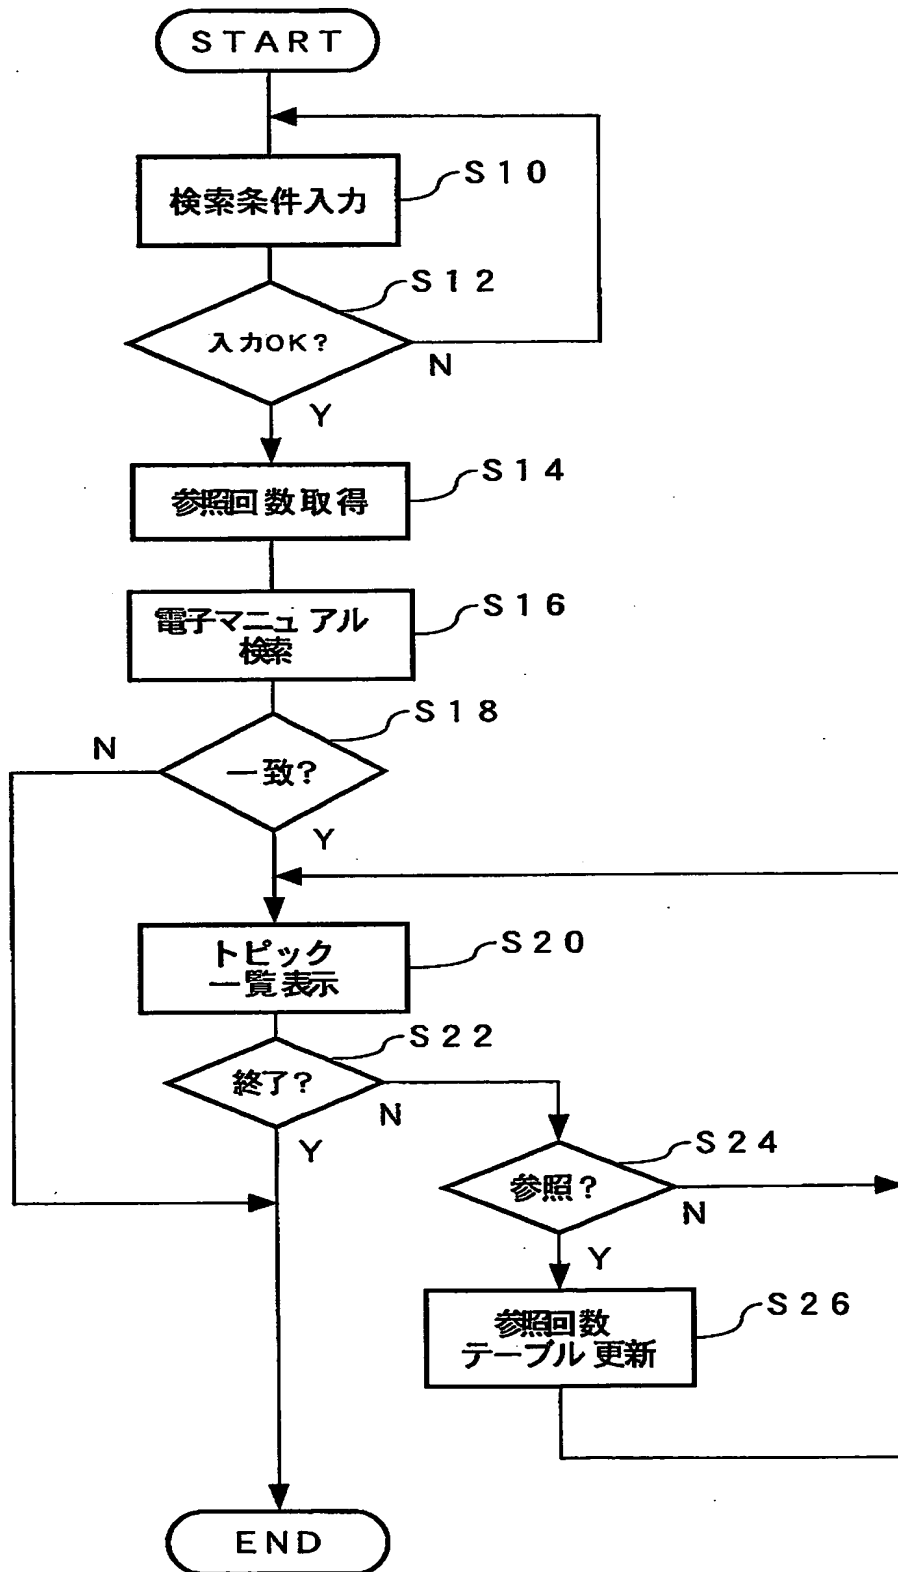 START
検索条件入力
S10
入力OK?
S12
N
Y
参照回数取得
S14
電子マニュアル
検索
S16
一致?
S18
N
Y
トピック
一覧表示
S20
終了?
S22
N
Y
参照?
S24
N
Y
参照回数
テーブル更新
S26
END